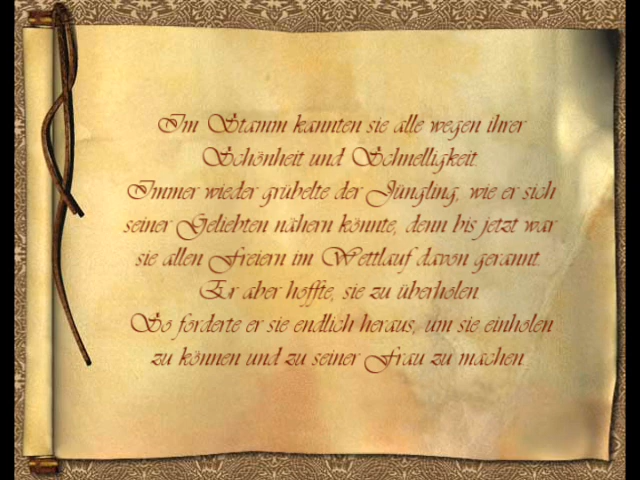 Im Stamm kannten sie alle wegen ihrer
Schönheit und Schnelligkeit.
Immer wieder grübelte der Jüngling, wie er sich
seiner Geliebten nähern könnte, denn bis jetzt war
sie allen Freiern im Wettlauf davon gerannt.
Er aber hoffte, sie zu überholen.
So forderte er sie endlich heraus, um sie einholen
zu können und zu seiner Frau zu machen.